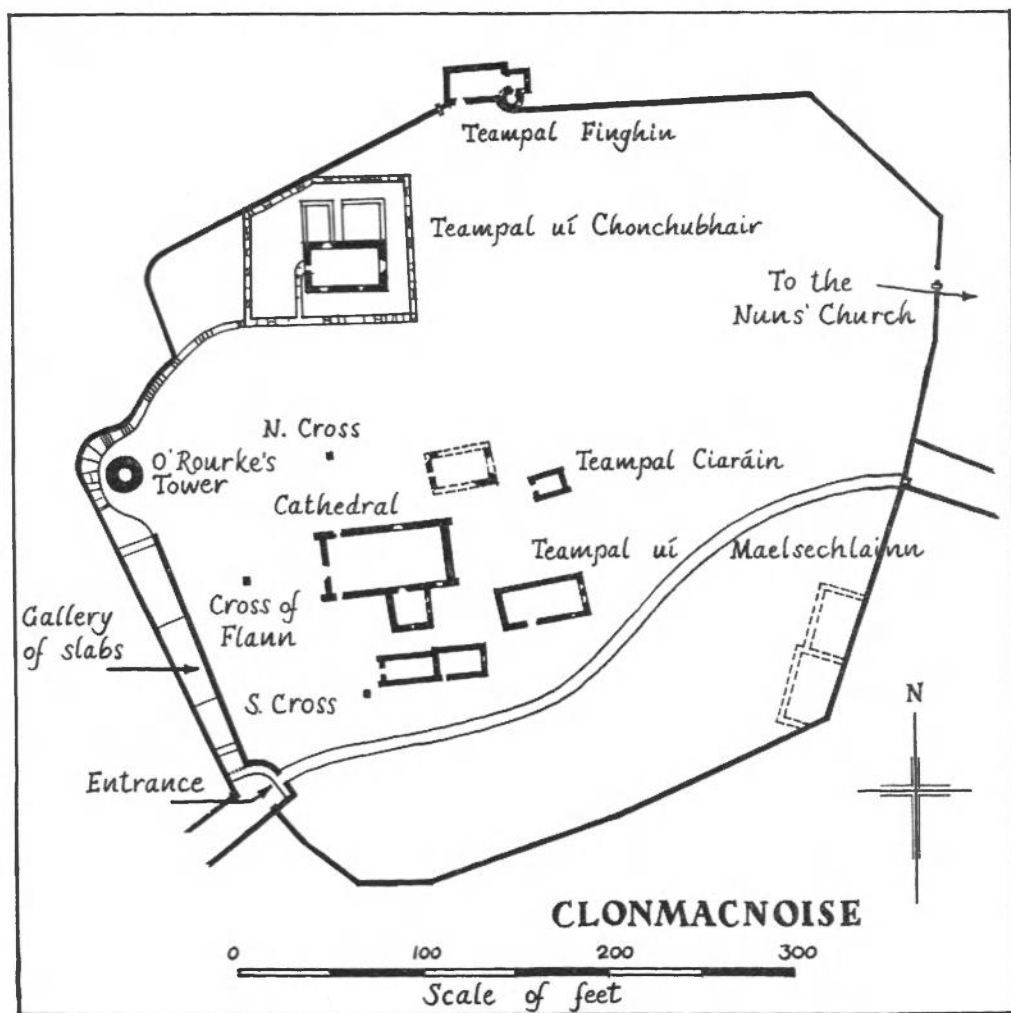 Teampal Finghin
Teampal uí Chonchubhair
To the
Nuns' Church
N. Cross
O'Rourke's
Tower
Teampal Ciaráin
Cathedral
Teampal uí Maelsechlainn
Cross of
Flann
Gallery
of slabs
S. Cross
N
Entrance
CLONMACNOISE
0 100 200 300
Scale of feet